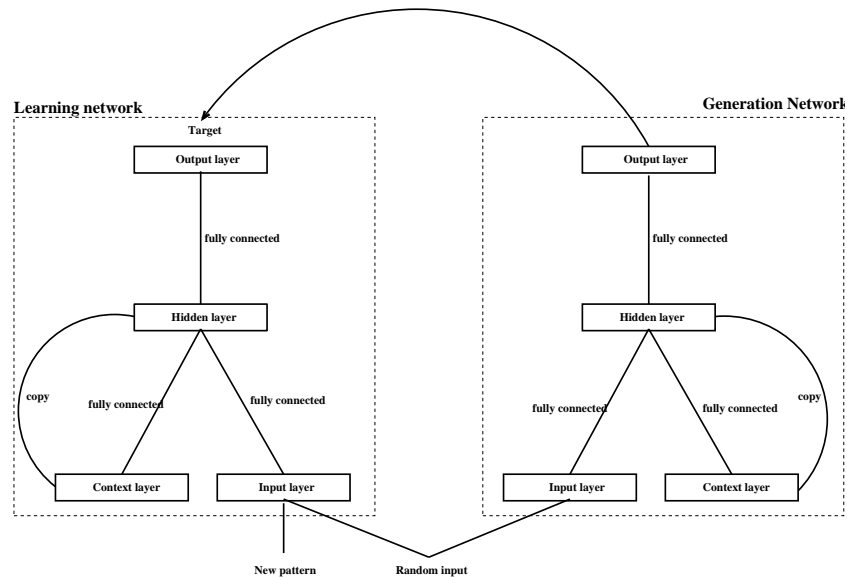 Learning network
Generation Network
Target
Output layer
Output layer
fully connected
fully connected
Hidden layer
Hidden layer
copy
fully connected
fully connected
fully connected
fully connected
copy
Context layer
Input layer
Input layer
Context layer
New pattern
Random input